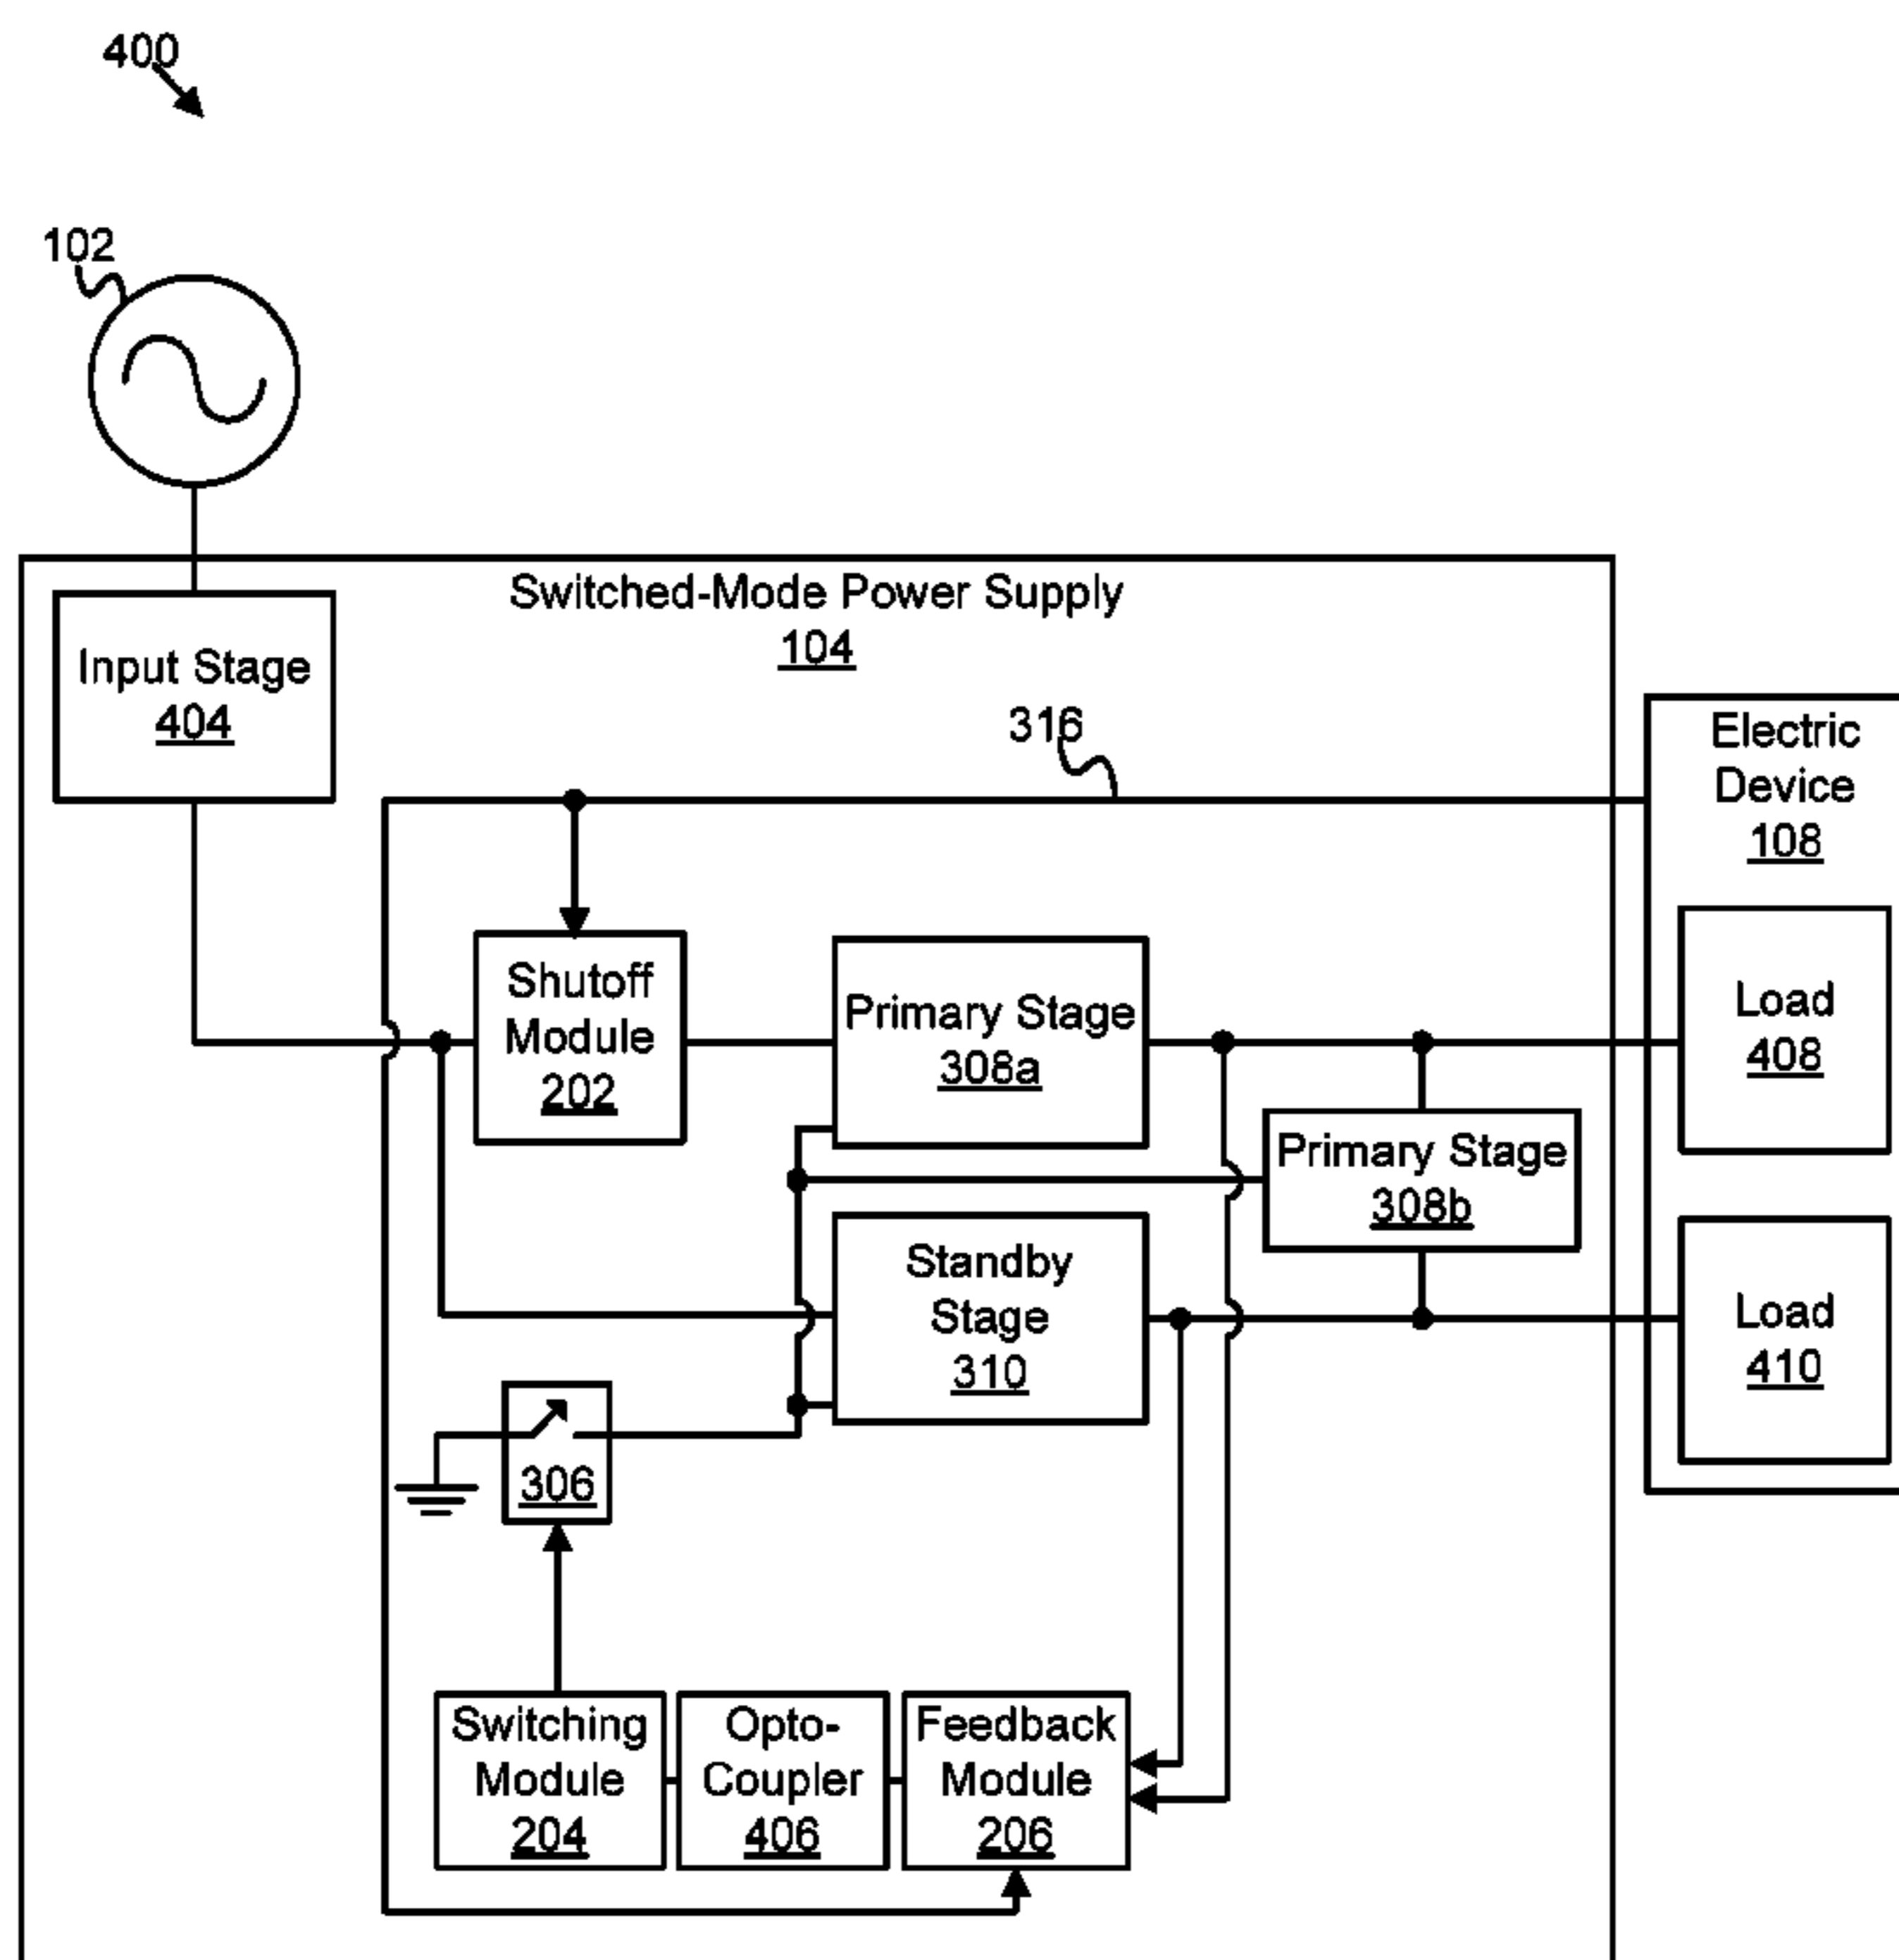 400
102
Switched-Mode Power Supply
104
Input Stage
404
316
Electric
Device
108
Shutoff
Module
202
Primary Stage
308a
Load
408
Primary Stage
308b
Standby
Stage
310
Load
410
306
Switching
Module
204
Opto-
Coupler
406
Feedback
Module
206